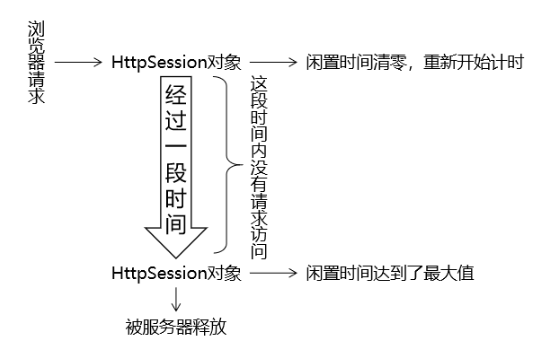 浏览器请求
HttpSession对象
闲置时间清零，重新开始计时
经过一段时间
这段时间内没有请求访问
HttpSession对象
闲置时间达到了最大值
被服务器释放